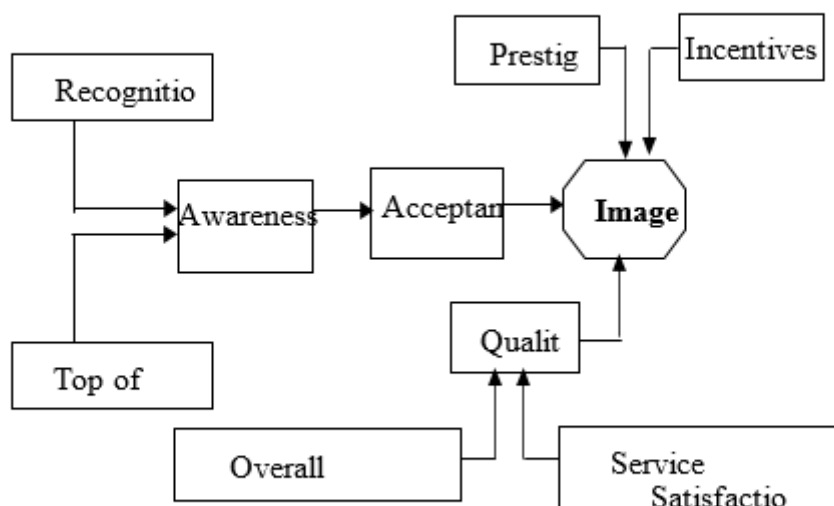 Prestig
Incentives
Recognitio
Awareness
Acceptan
Image
Qualit
Top of
Overall
Service
Satisfactio